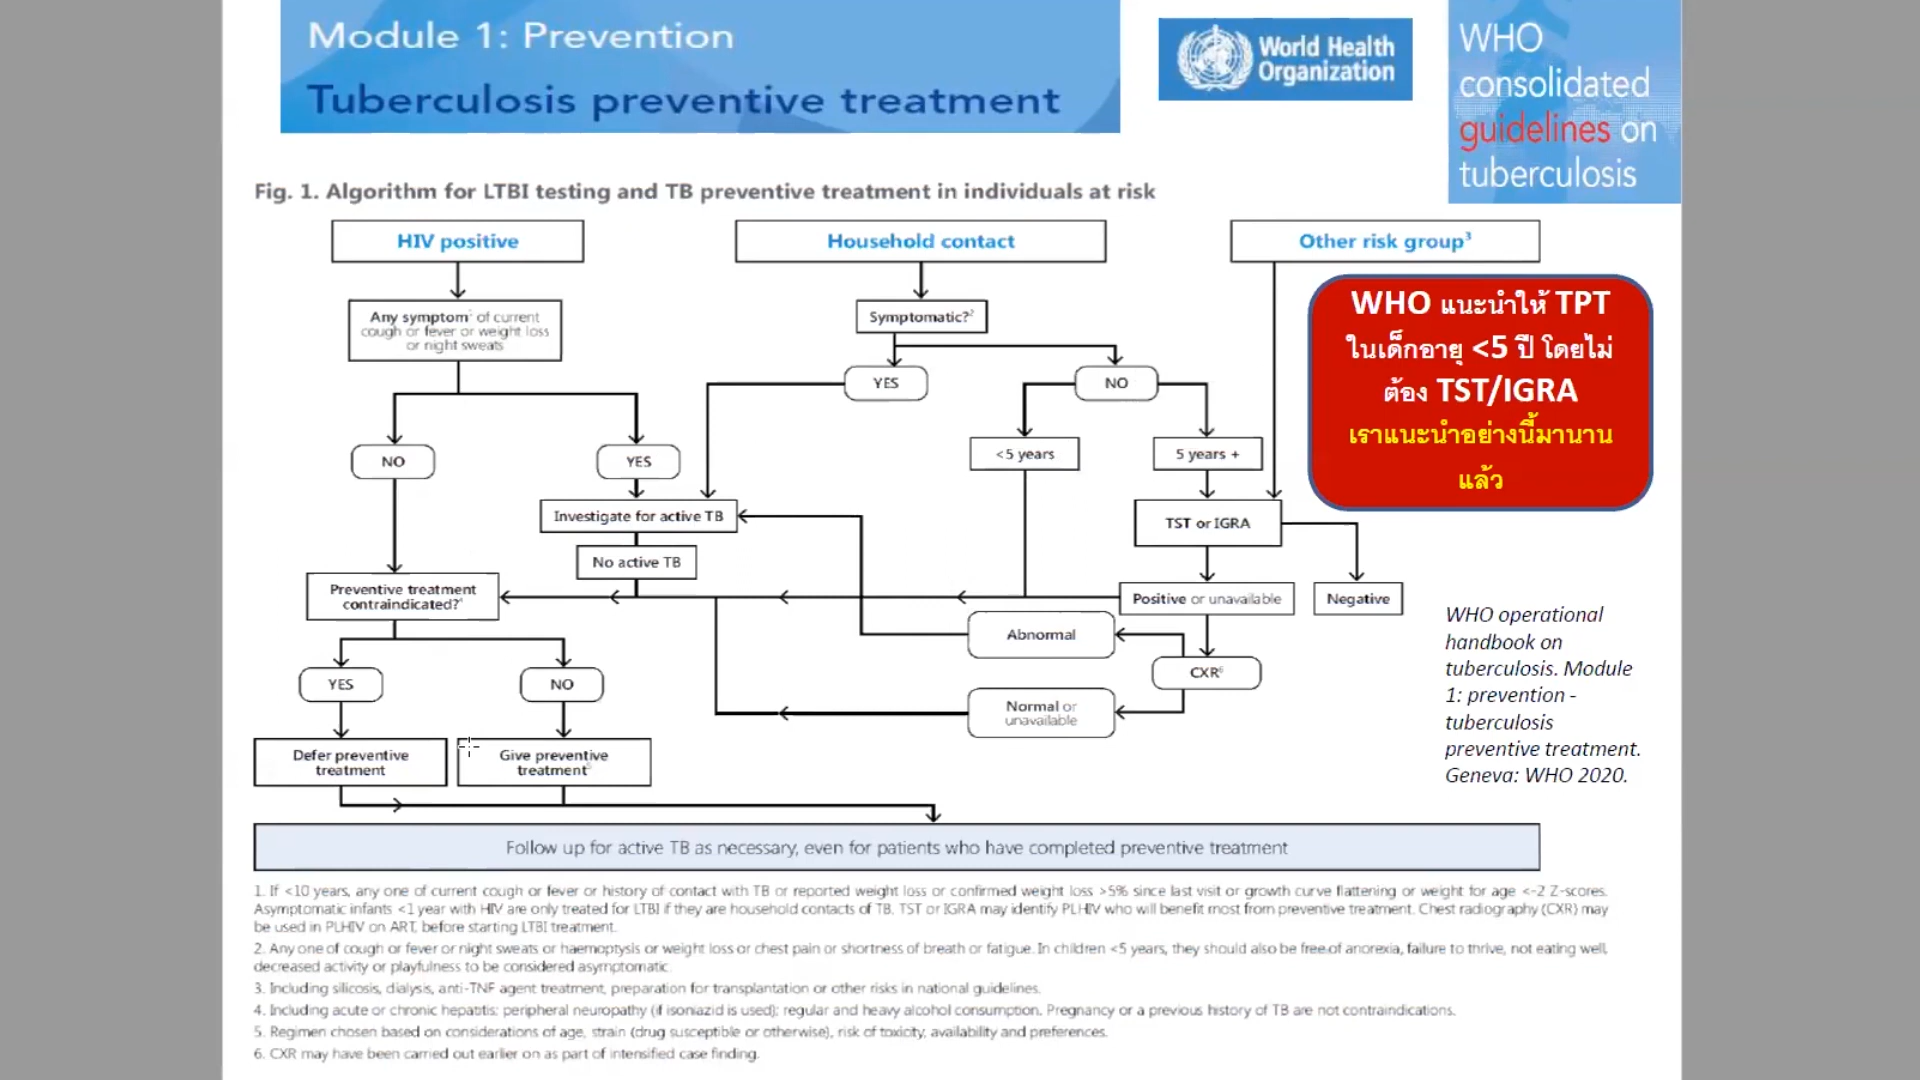 Module 1: Prevention
Tuberculosis preventive treatment
World Health
Organization
WHO
consolidated
guidelines on
tuberculosis
Fig. 1. Algorithm for LTBI testing and TB preventive treatment in individuals at risk
HIV positive
Household contact
Other risk group³
WHO แนะนำให้ TPT
ในเด็กอายุ <5 ปี โดยไม่
ต้อง TST/IGRA
เราแนะนำอย่างนี้มานาน
แล้ว
Any symptom¹ of current
cough or fever or weight loss
or night sweats
Symptomatic?²
YES
NO
NO
YES
<5 years
5 years +
Investigate for active TB
TST or IGRA
No active TB
Preventive treatment
contraindicated?⁴
Positive or unavailable
Negative
Abnormal
CXR⁶
YES
NO
Normal or
unavailable
Defer preventive
treatment
Give preventive
treatment⁵
WHO operational
handbook on
tuberculosis. Module
1: prevention -
tuberculosis
preventive treatment.
Geneva: WHO 2020.
Follow up for active TB as necessary, even for patients who have completed preventive treatment
1. If <10 years, any one of current cough or fever or history of contact with TB or reported weight loss or confirmed weight loss >5% since last visit or growth curve flattening or weight for age <-2 Z-scores.
Asymptomatic infants <1 year with HIV are only treated for LTBI if they are household contacts of TB. TST or IGRA may identify PLHIV who will benefit most from preventive treatment. Chest radiography (CXR) may
be used in PLHIV on ART, before starting LTBI treatment.
2. Any one of cough or fever or night sweats or haemoptysis or weight loss or chest pain or shortness of breath or fatigue. In children <5 years, they should also be free of anorexia, failure to thrive, not eating well,
decreased activity or playfulness to be considered asymptomatic.
3. Including silicosis, dialysis, anti-TNF agent treatment, preparation for transplantation or other risks in national guidelines.
4. Including acute or chronic hepatitis; peripheral neuropathy (if isoniazid is used); regular and heavy alcohol consumption. Pregnancy or a previous history of TB are not contraindications.
5. Regimen chosen based on considerations of age, strain (drug susceptible or otherwise), risk of toxicity, availability and preferences.
6. CXR may have been carried out earlier on as part of intensified case finding.